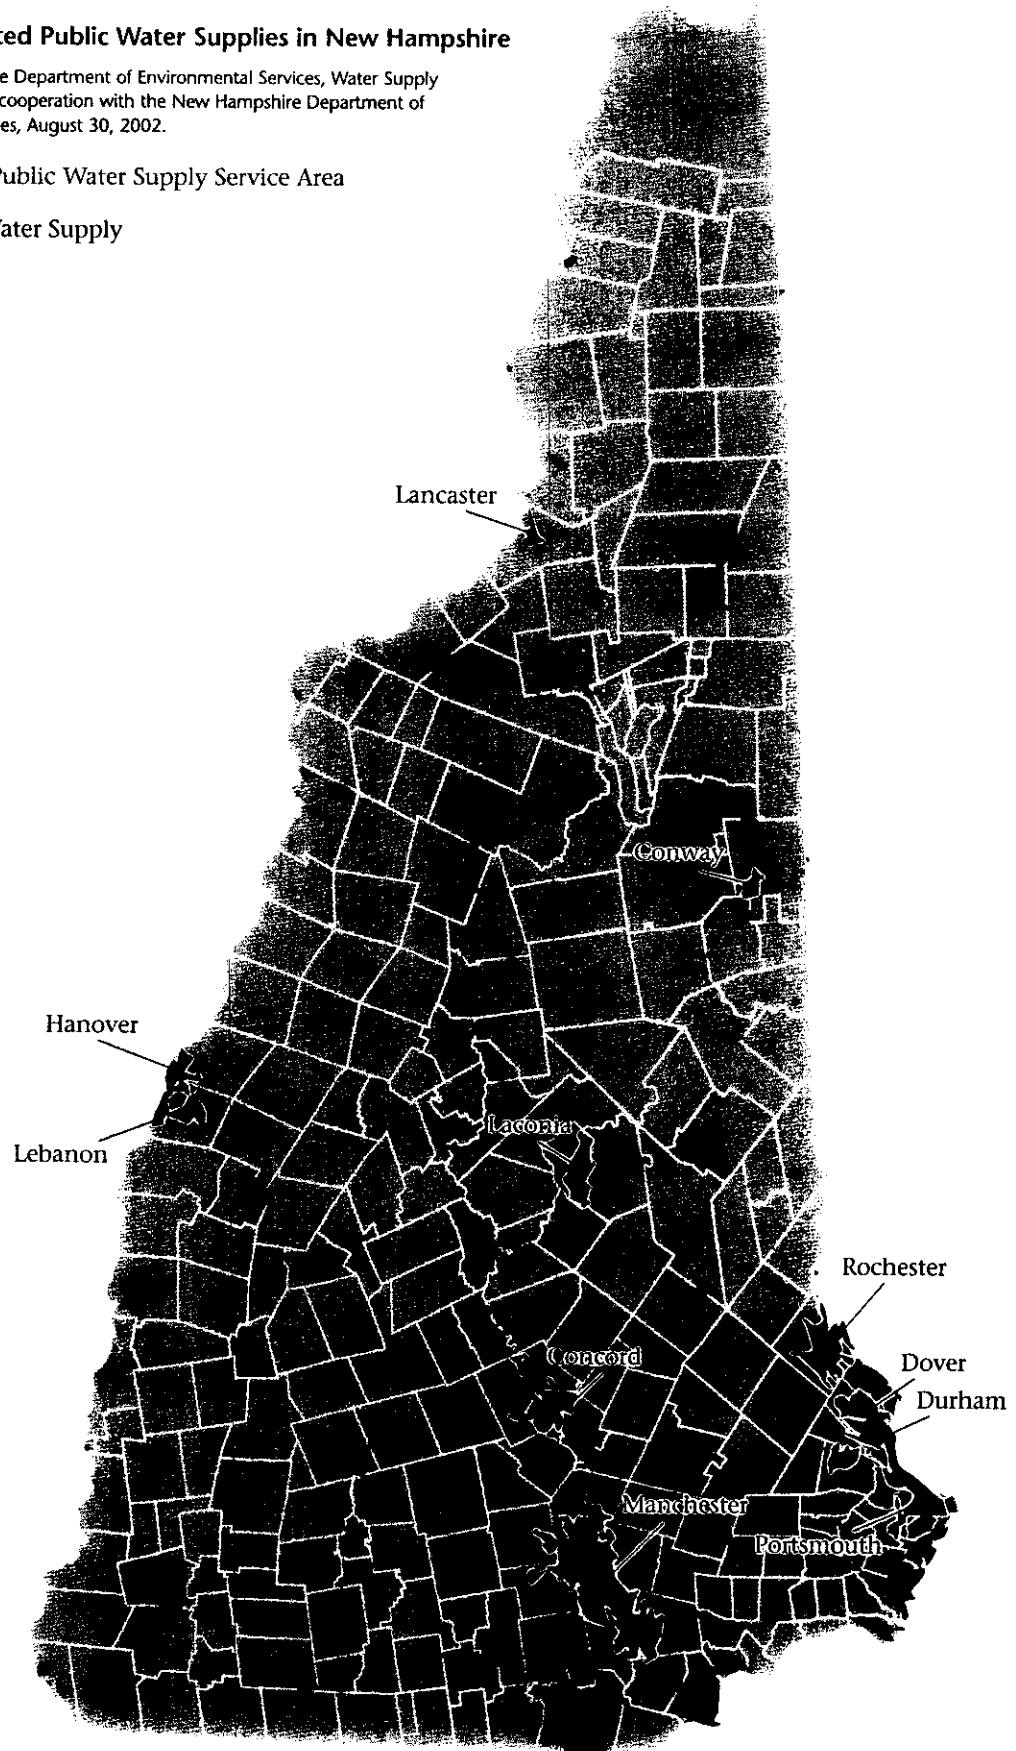 ted Public Water Supplies in New Hampshire
e Department of Environmental Services, Water Supply
cooperation with the New Hampshire Department of
es, August 30, 2002.
Public Water Supply Service Area
Water Supply
Lancaster
Conway
Hanover
Laconia
Lebanon
Rochester
Concord
Dover
Durham
Manchester
Portsmouth